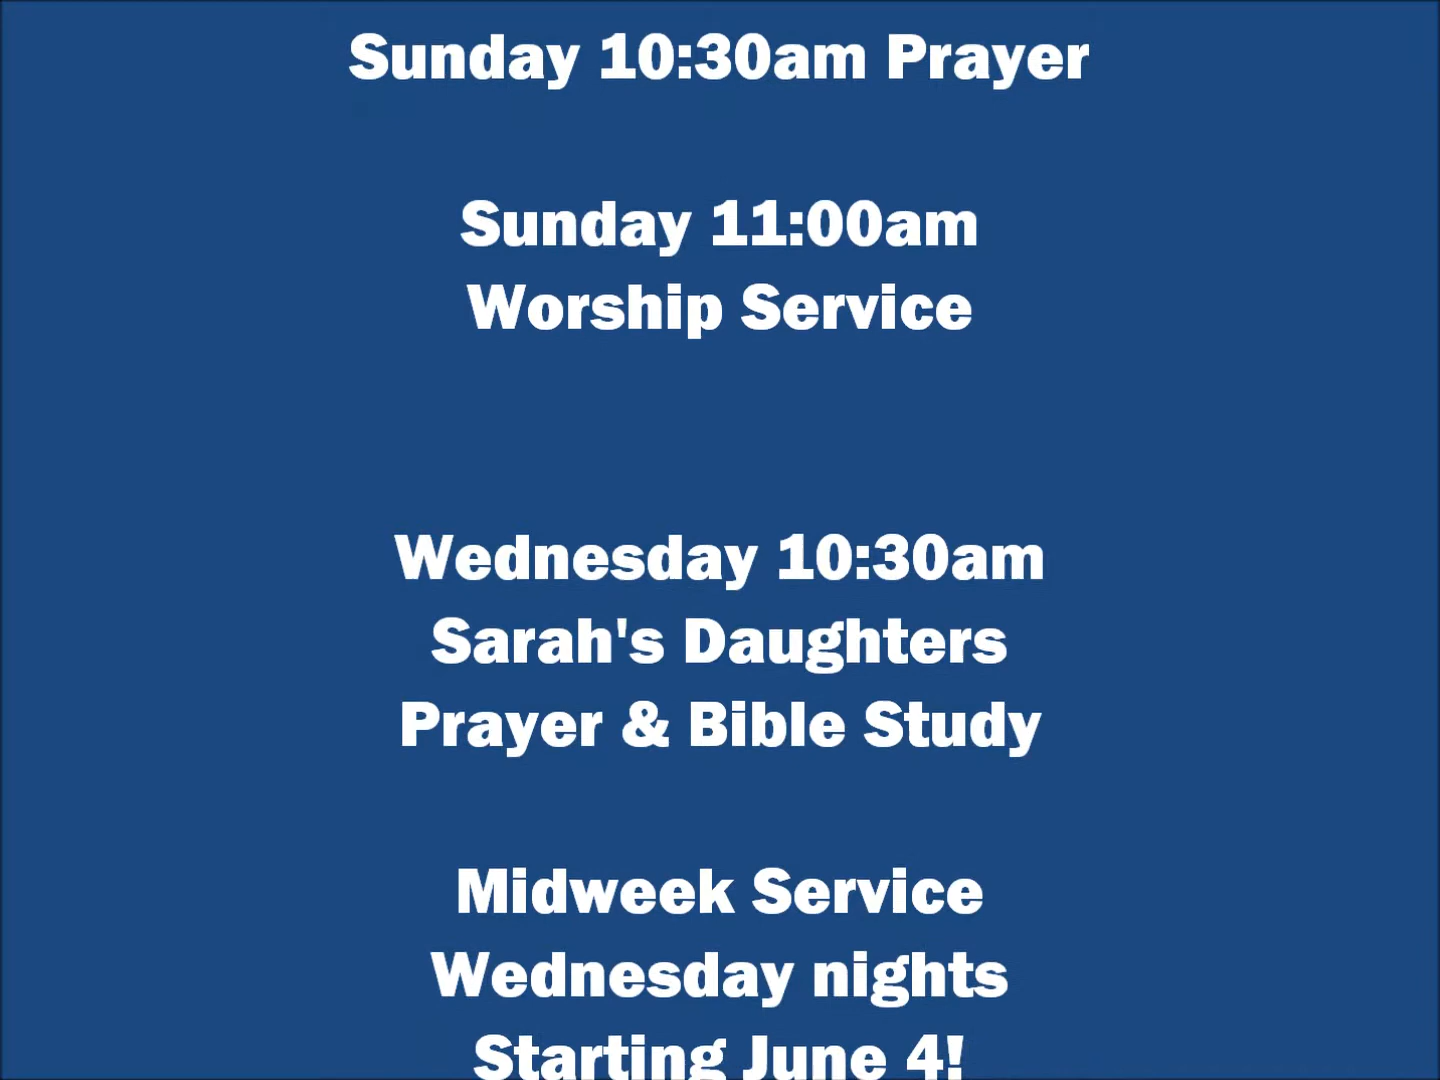 Sunday 10:30am Prayer
Sunday 11:00am
Worship Service
Wednesday 10:30am
Sarah's Daughters
Prayer & Bible Study
Midweek Service
Wednesday nights
Starting June 4!